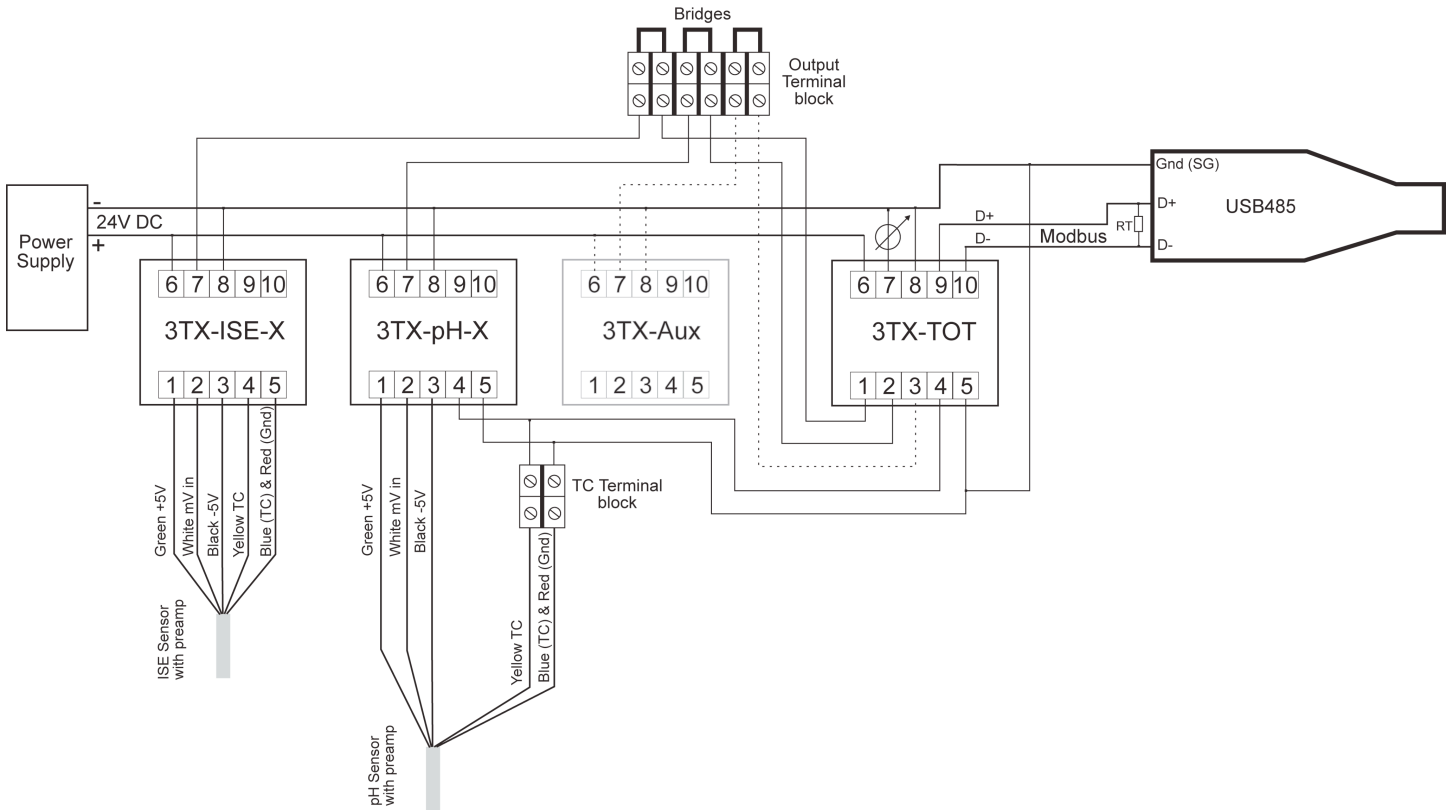 Bridges
Output
Terminal
block
Gnd (SG)
USB485
D+
D-
RT
D+
D-
Modbus
-
24V DC
+
Power
Supply
6 7 8 9 10
3TX-ISE-X
1 2 3 4 5
6 7 8 9 10
3TX-pH-X
1 2 3 4 5
6 7 8 9 10
3TX-Aux
1 2 3 4 5
6 7 8 9 10
3TX-TOT
1 2 3 4 5
Green +5V
White mV in
Black -5V
Yellow TC
Blue (TC) & Red (Gnd)
ISE Sensor
with preamp
Green +5V
White mV in
Black -5V
TC Terminal
block
Yellow TC
Blue (TC) & Red (Gnd)
pH Sensor
with preamp